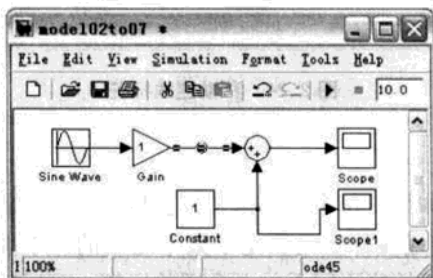 model02to07 *
File Edit View Simulation Format Tools Help
10.0
Sine Wave
1
Gain
++
Scope
1
Constant
Scope1
100%
ode45